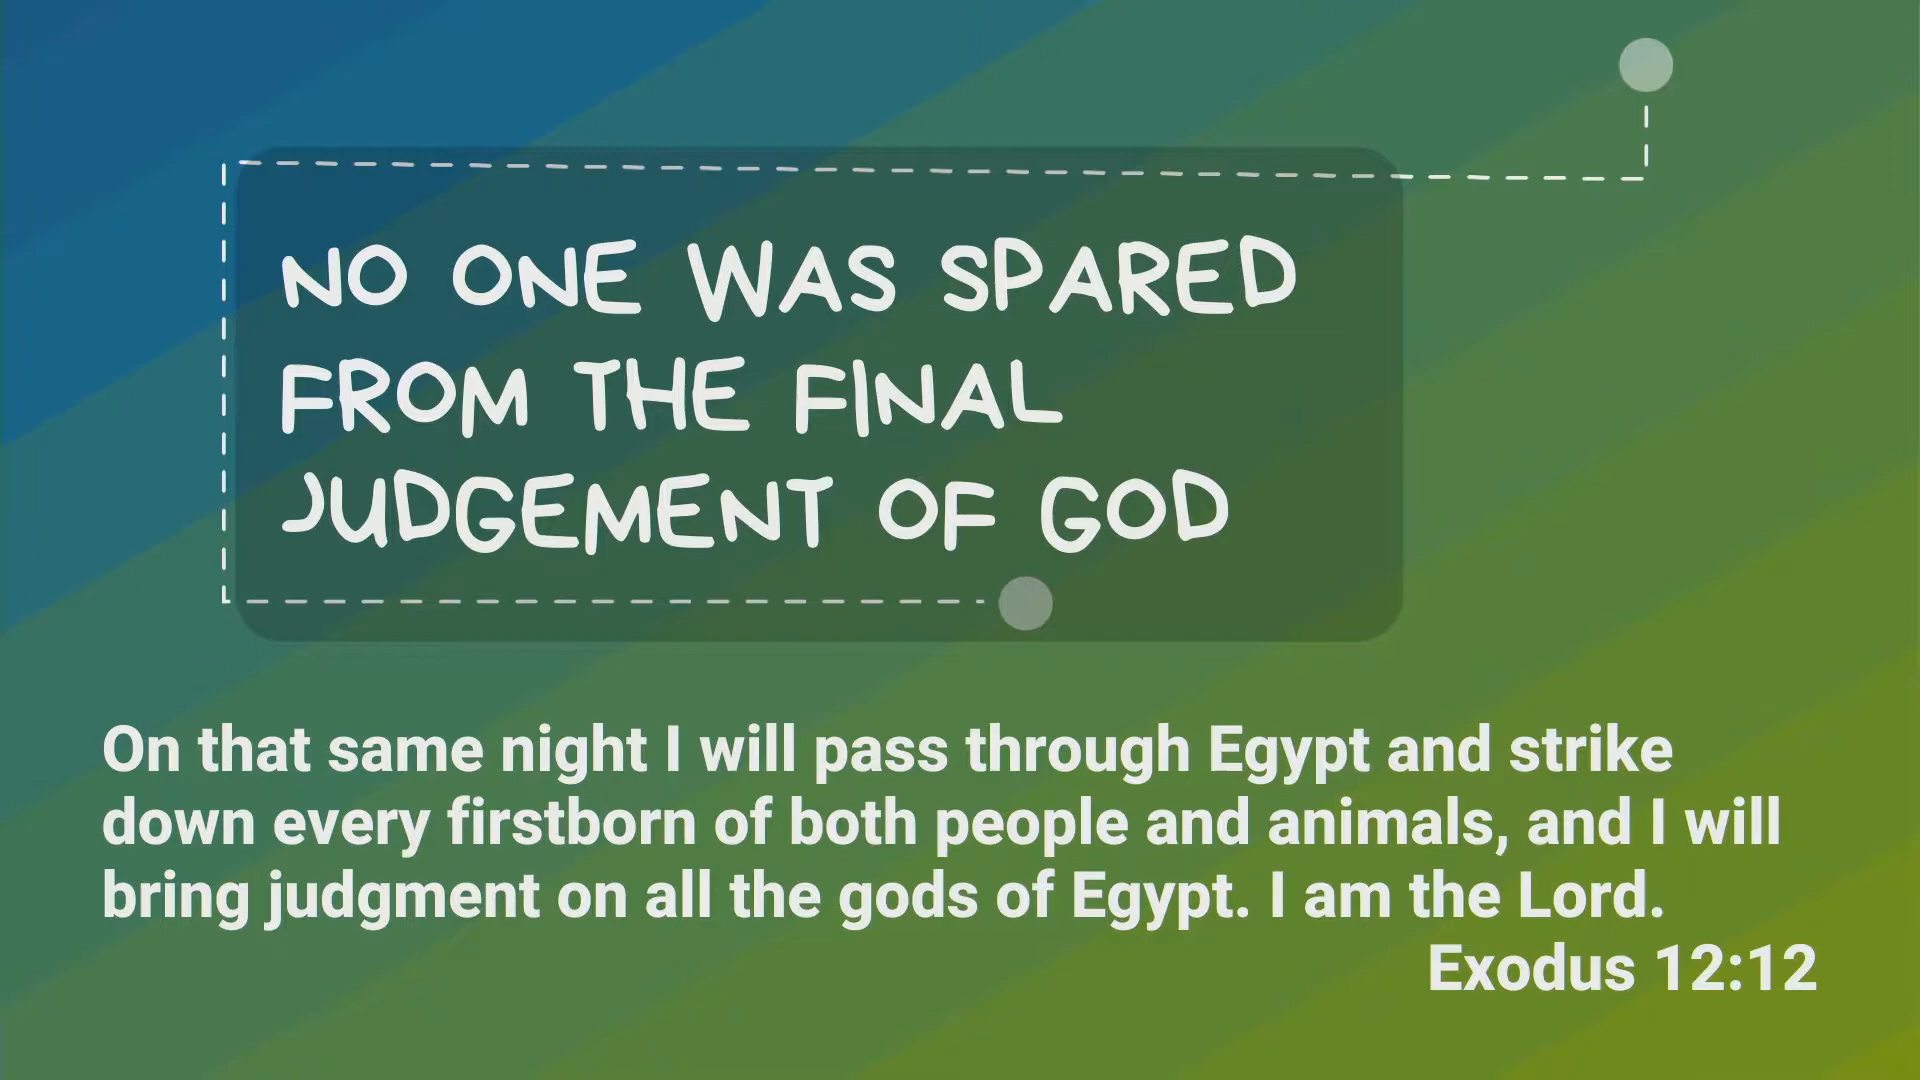 NO ONE WAS SPARED
FROM THE FINAL
JUDGEMENT OF GOD
On that same night I will pass through Egypt and strike
down every firstborn of both people and animals, and I will
bring judgment on all the gods of Egypt. I am the Lord.
Exodus 12:12